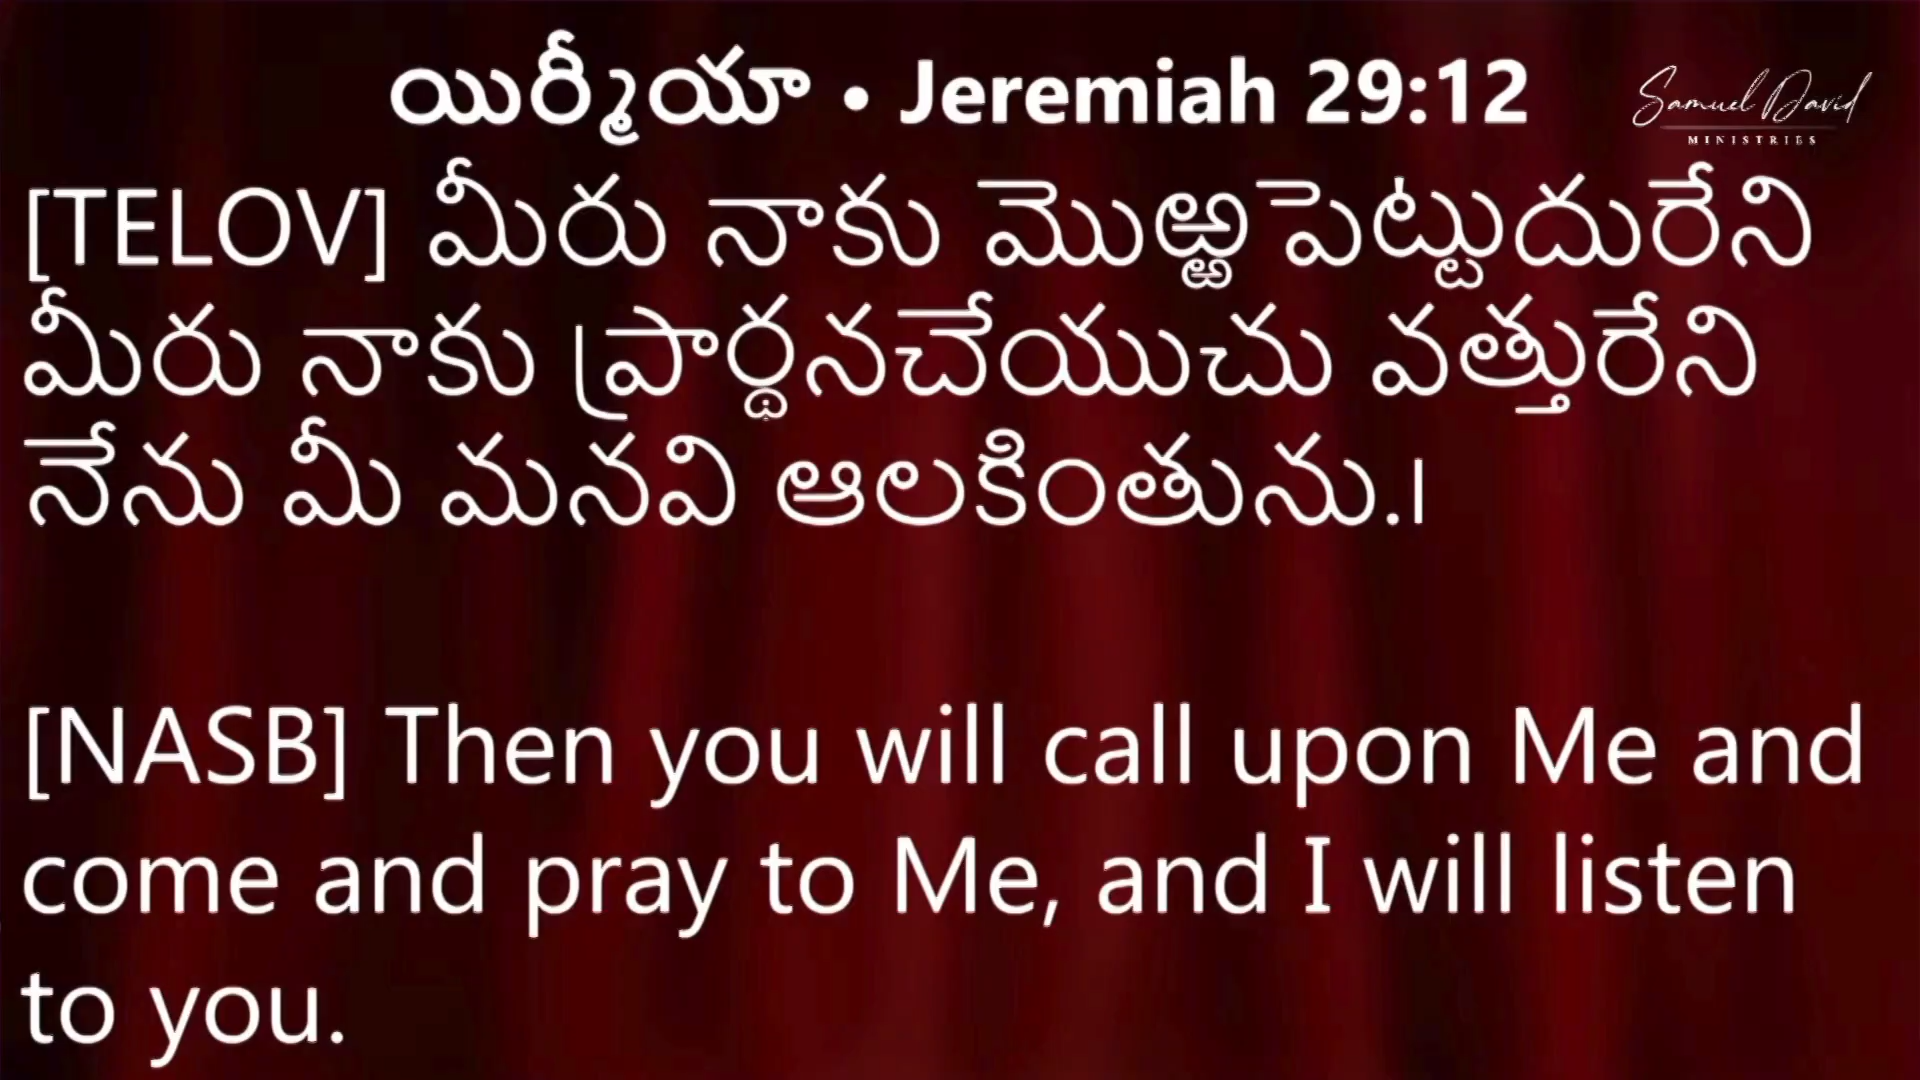 యిర్మీయా • Jeremiah 29:12
Samuel David
MINISTRIES
[TELOV] మీరు నాకు మొఱ్ఱపెట్టుదురేని
మీరు నాకు ప్రార్థనచేయుచు వత్తురేని
నేను మీ మనవి ఆలకింతును.।
[NASB] Then you will call upon Me and
come and pray to Me, and I will listen
to you.